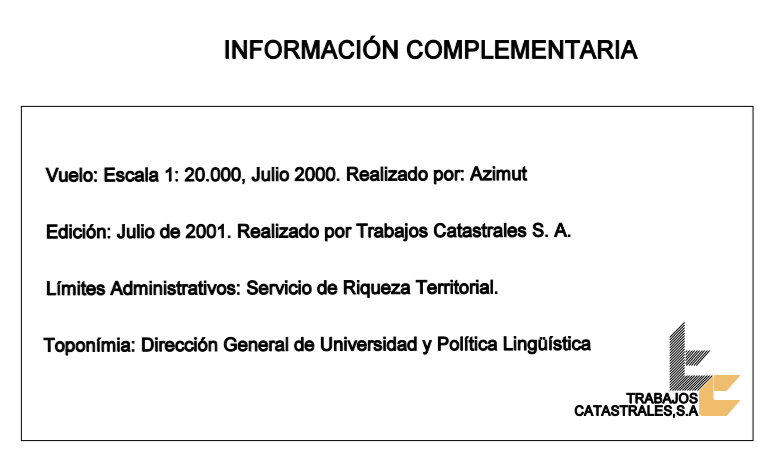 INFORMACIÓN COMPLEMENTARIA
Vuelo: Escala 1: 20.000, Julio 2000. Realizado por: Azimut
Edición: Julio de 2001. Realizado por Trabajos Catastrales S. A.
Límites Administrativos: Servicio de Riqueza Territorial.
Toponímia: Dirección General de Universidad y Política Lingüística
TRABAJOS
CATASTRALES,S.A